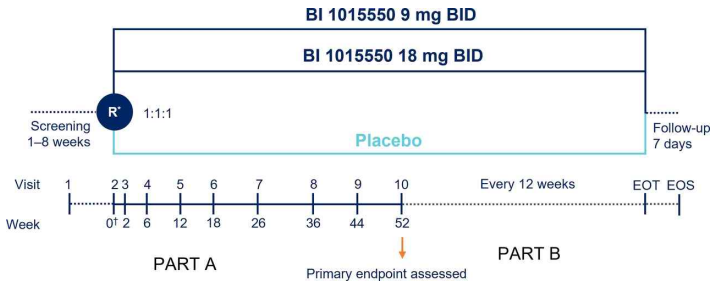 BI 1015550 9 mg BID
BI 1015550 18 mg BID
R*
1:1:1
Screening
1–8 weeks
Placebo
Follow-up
7 days
Visit 1 2 3 4 5 6 7 8 9 10 Every 12 weeks EOT EOS
Week 0† 2 6 12 18 26 36 44 52
PART A
PART B
Primary endpoint assessed